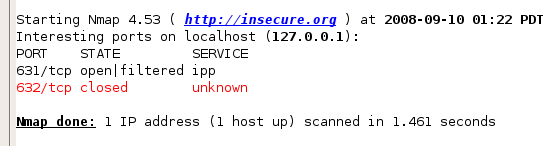 Starting Nmap 4.53 ( http://insecure.org ) at 2008-09-10 01:22 PDT
Interesting ports on localhost (127.0.0.1):
PORT    STATE         SERVICE
631/tcp open|filtered ipp
632/tcp closed        unknown
Nmap done: 1 IP address (1 host up) scanned in 1.461 seconds